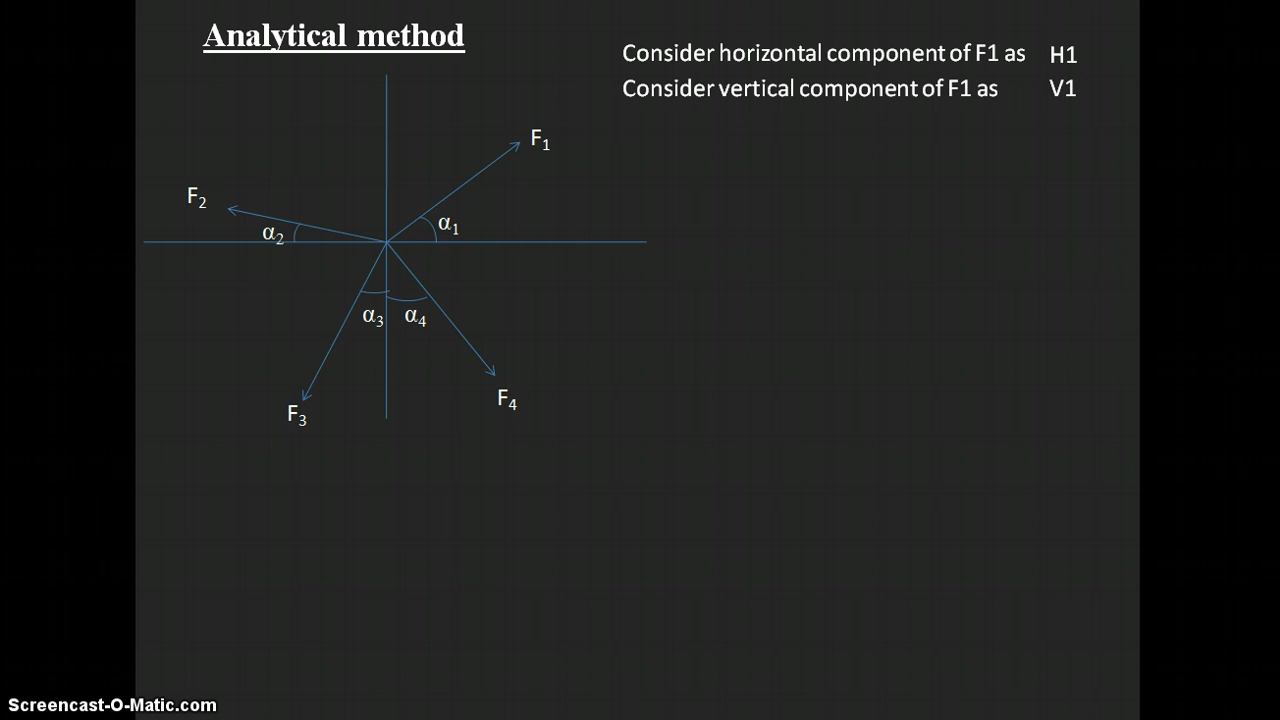 Analytical method
Consider horizontal component of F1 as H1
Consider vertical component of F1 as V1
F₁
F₂
α₁
α₂
α₃ α₄
F₄
F₃
Screencast-O-Matic.com